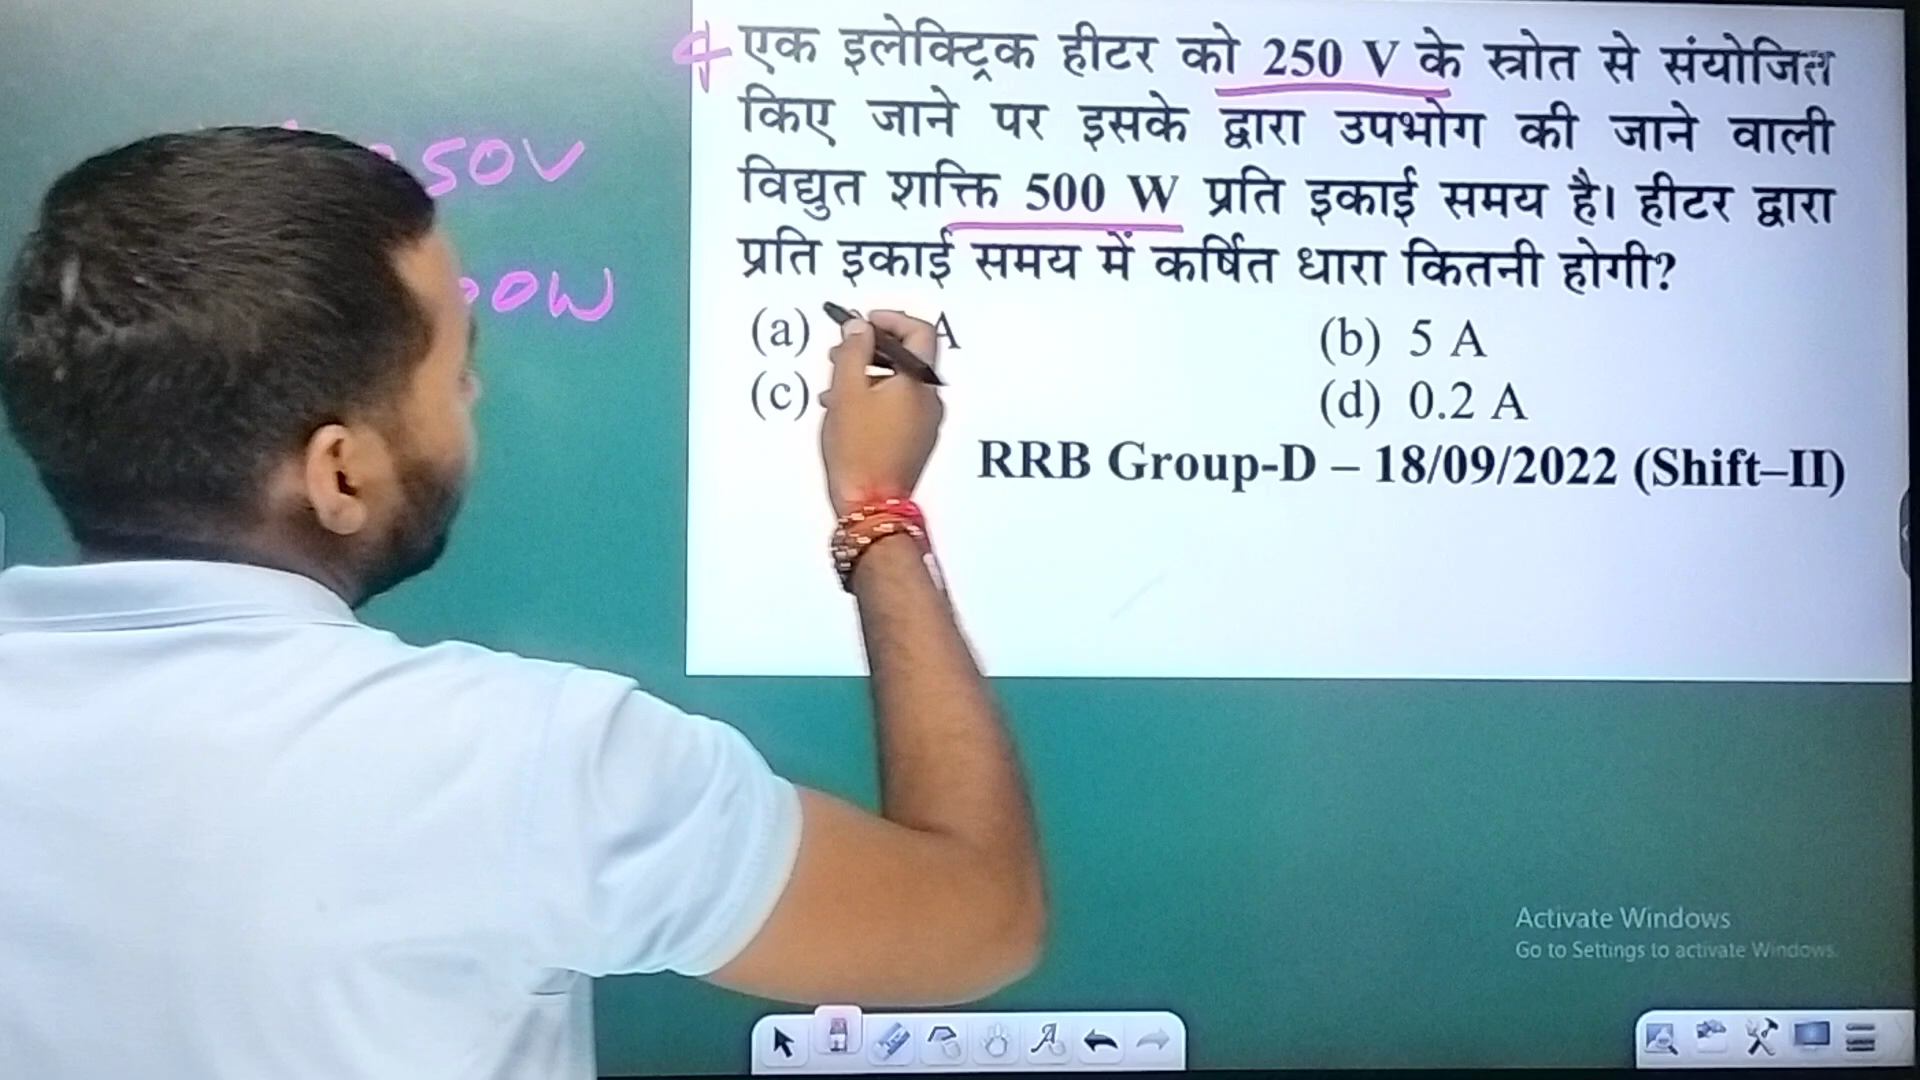 एक इलेक्ट्रिक हीटर को 250 V के स्त्रोत से संयोजित
किए जाने पर इसके द्वारा उपभोग की जाने वाली
विद्युत शक्ति 500 W प्रति इकाई समय है। हीटर द्वारा
प्रति इकाई समय में कर्षित धारा कितनी होगी?
(a) A
(b) 5 A
(c)
(d) 0.2 A
RRB Group-D – 18/09/2022 (Shift–II)
50V
00W
Activate Windows
Go to Settings to activate Windows.